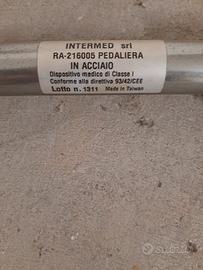 INTERMED srl
RA-216005 PEDALIERA
IN ACCIAIO
Dispositivo medico di Classe I
Conforme alla direttiva 93/42/CEE
Lotto n. 1311 Made in Taiwan
subito